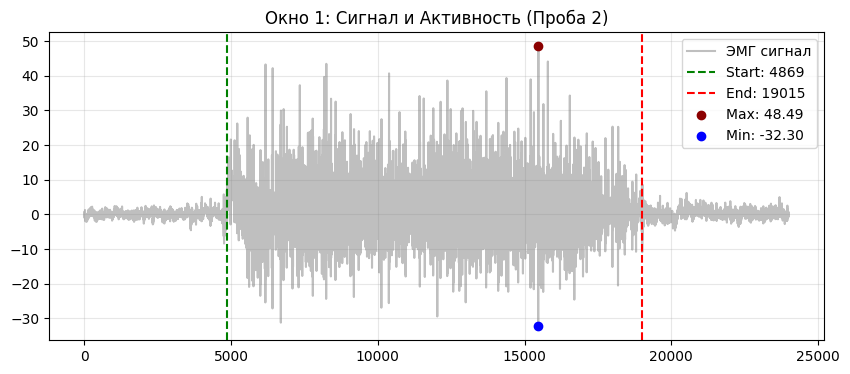 Окно 1: Сигнал и Активность (Проба 2)
50
40
30
20
10
0
−10
−20
−30
0
5000
10000
15000
20000
25000
ЭМГ сигнал
Start: 4869
End: 19015
Max: 48.49
Min: -32.30